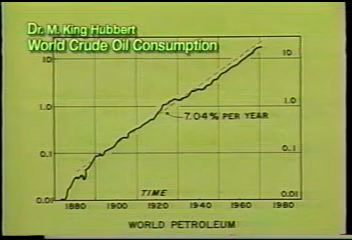 Dr. M. King Hubbert
World Crude Oil Consumption
10 10
1.0 1.0
7.04% PER YEAR
0.1 0.1
TIME
0.01 0.01
1880 1900 1920 1940 1960 1980
WORLD PETROLEUM